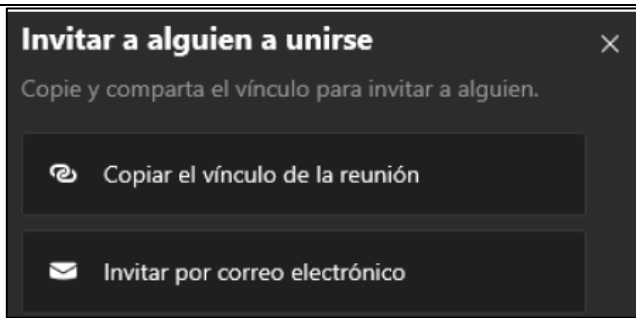 Invitar a alguien a unirse
Copie y comparta el vínculo para invitar a alguien.
Copiar el vínculo de la reunión
Invitar por correo electrónico